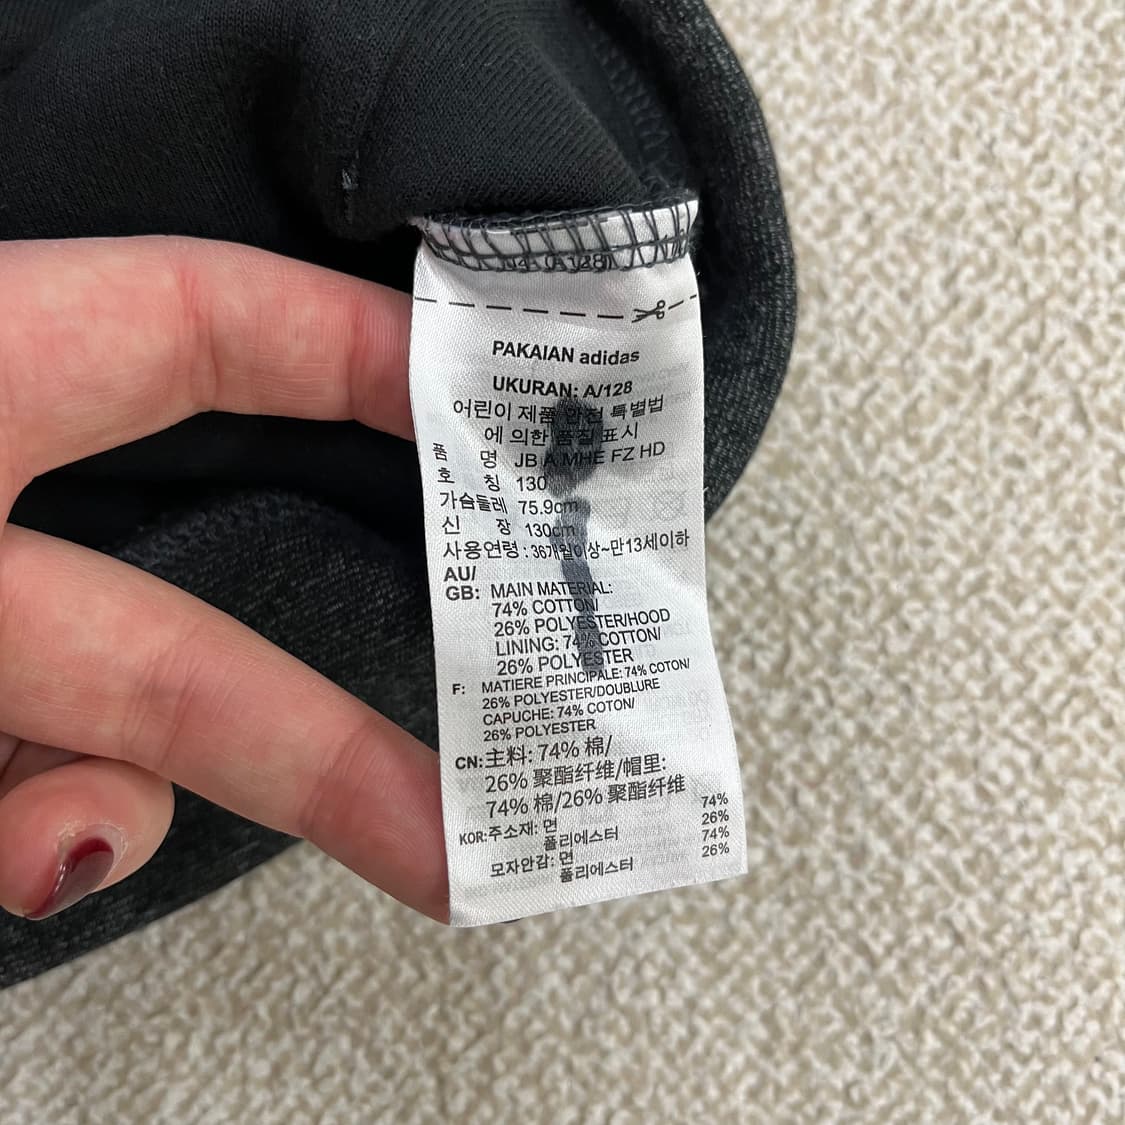 (A128)
PAKAIAN adidas
UKURAN: A/128
어린이 제품 안전 특별법
에 의한 품질 표시
품 명 JB A MHE FZ HD
호 칭 130
가슴둘레 75.9cm
신 장 130cm
사용연령 : 36개월이상~만13세이하
AU/
GB: MAIN MATERIAL:
74% COTTON/
26% POLYESTER/HOOD
LINING: 74% COTTON/
26% POLYESTER
F: MATIERE PRINCIPALE: 74% COTON/
26% POLYESTER/DOUBLURE
CAPUCHE: 74% COTON/
26% POLYESTER
CN: 主料: 74% 棉/
26% 聚酯纤维/帽里:
74% 棉/26% 聚酯纤维
KOR: 주소재: 면 74%
폴리에스터 26%
모자안감: 면 74%
폴리에스터 26%